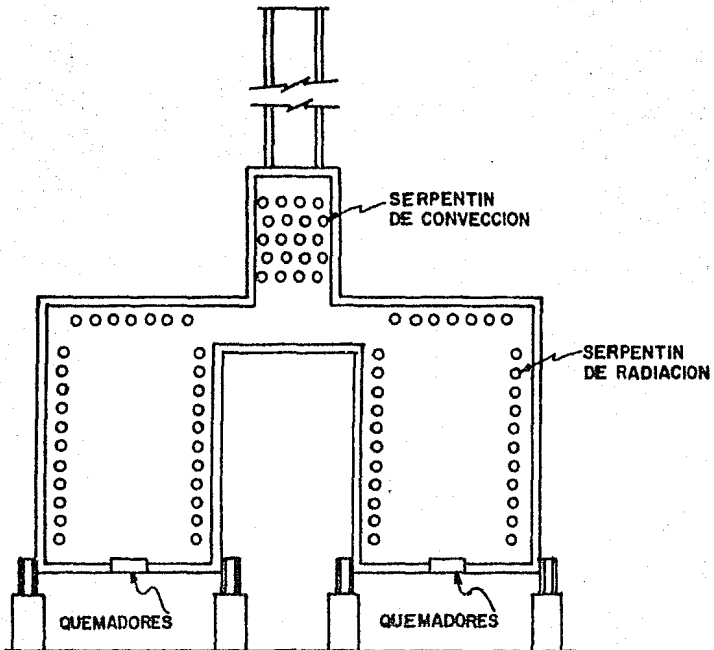 SERPENTIN
DE CONVECCION
SERPENTIN
DE RADIACION
QUEMADORES
QUEMADORES